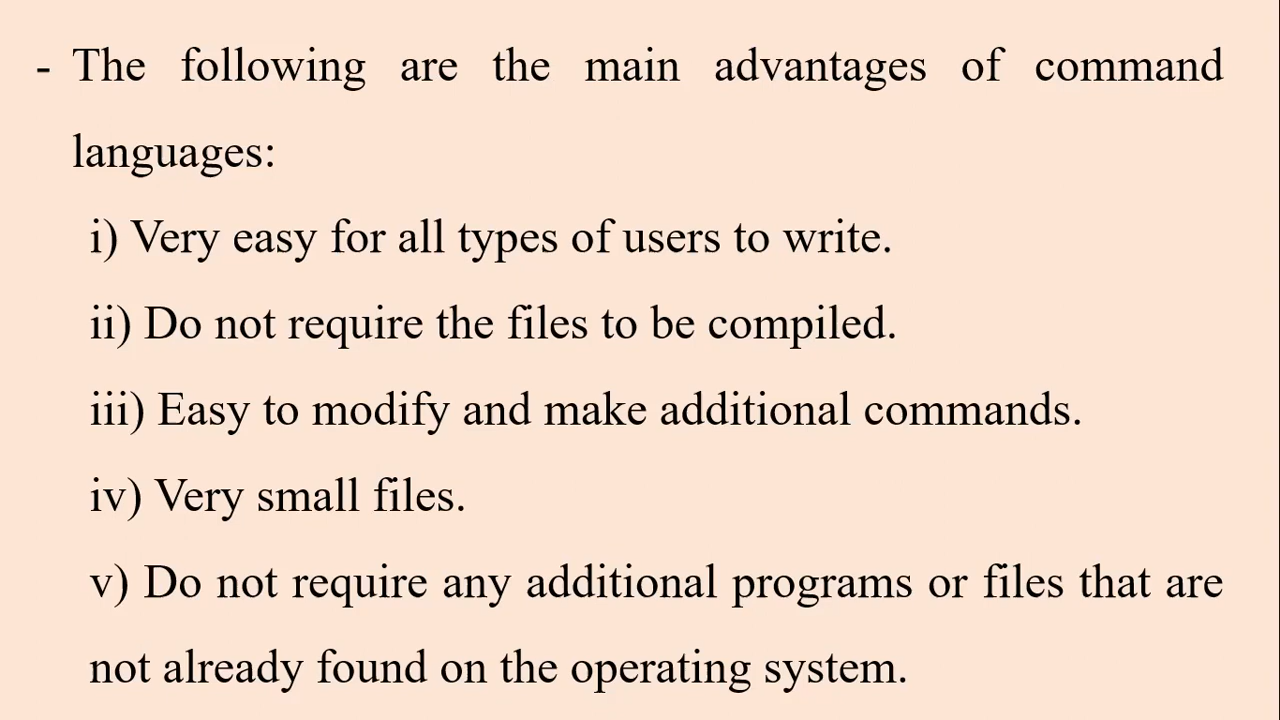 - The following are the main advantages of command
languages:
i) Very easy for all types of users to write.
ii) Do not require the files to be compiled.
iii) Easy to modify and make additional commands.
iv) Very small files.
v) Do not require any additional programs or files that are
not already found on the operating system.